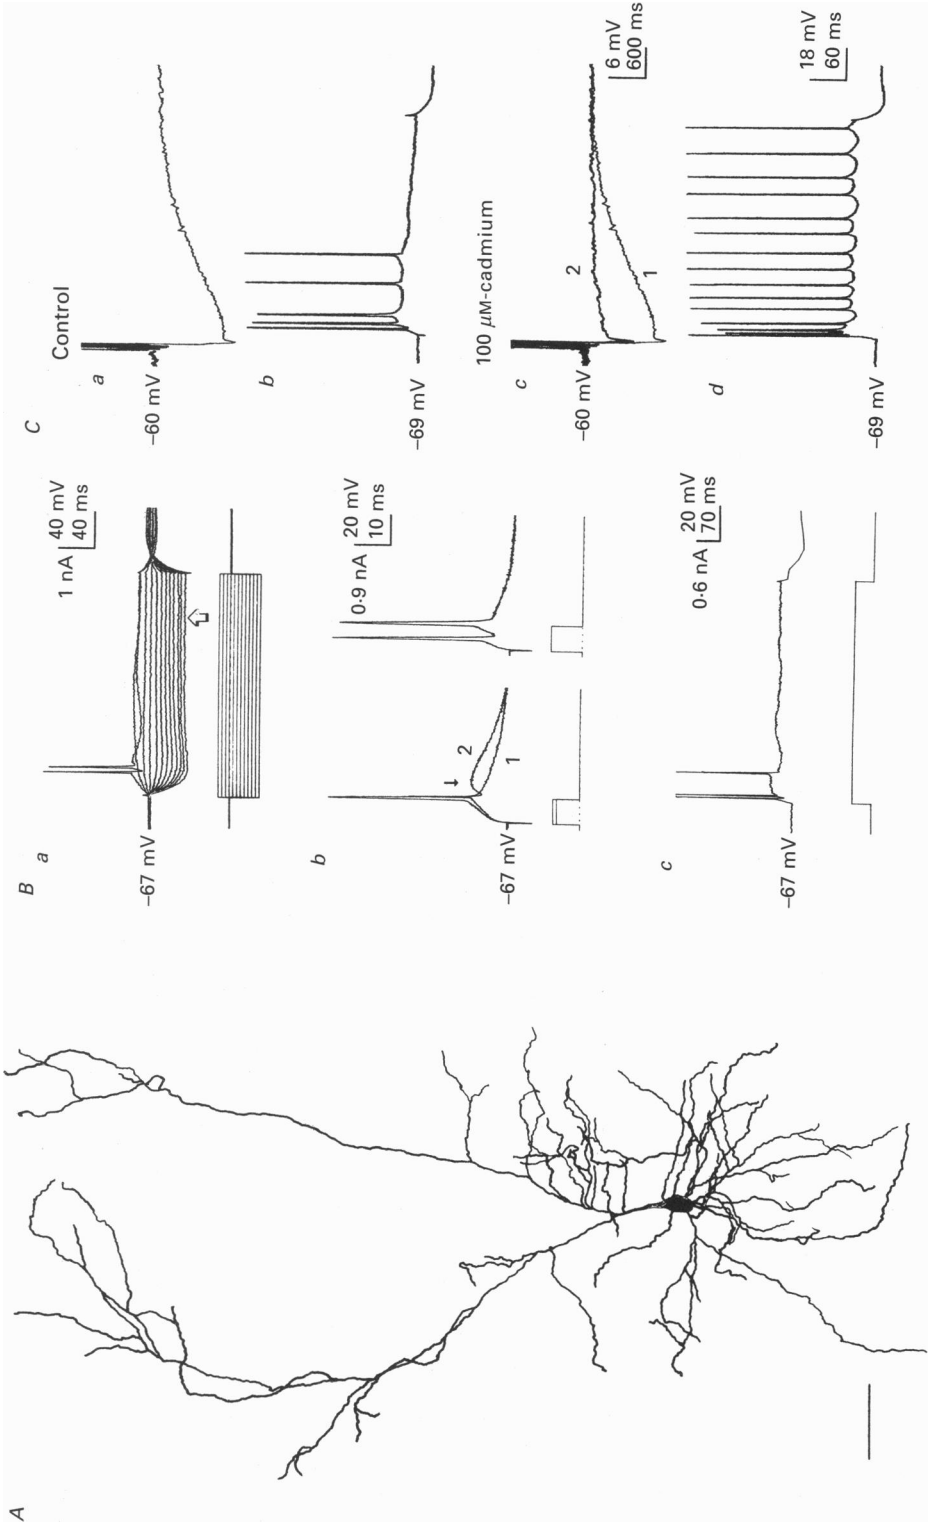 A
B
a
1 nA
40 mV
40 ms
–67 mV
b
0·9 nA
20 mV
10 ms
1
2
–67 mV
c
0·6 nA
20 mV
70 ms
–67 mV
C
Control
a
–60 mV
b
–69 mV
100 μM-cadmium
c
2
1
–60 mV
6 mV
600 ms
d
18 mV
60 ms
–69 mV